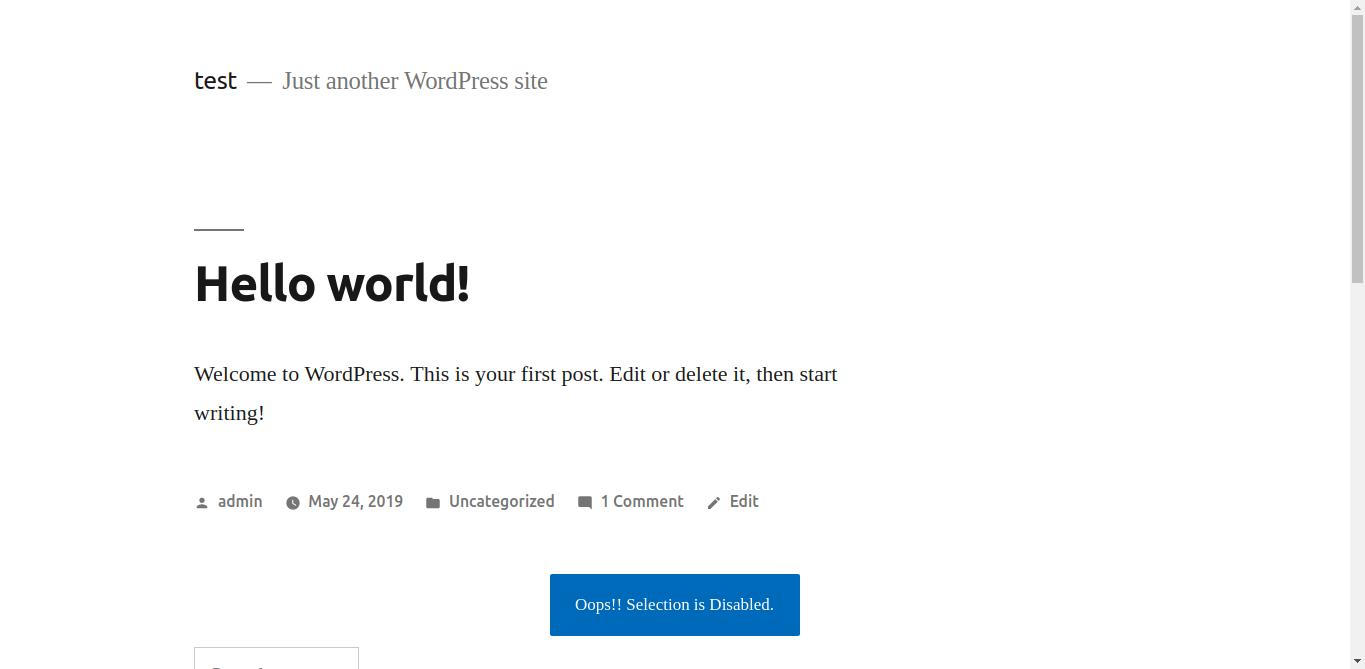 test — Just another WordPress site
Hello world!
Welcome to WordPress. This is your first post. Edit or delete it, then start
writing!
admin May 24, 2019 Uncategorized 1 Comment Edit
Oops!! Selection is Disabled.